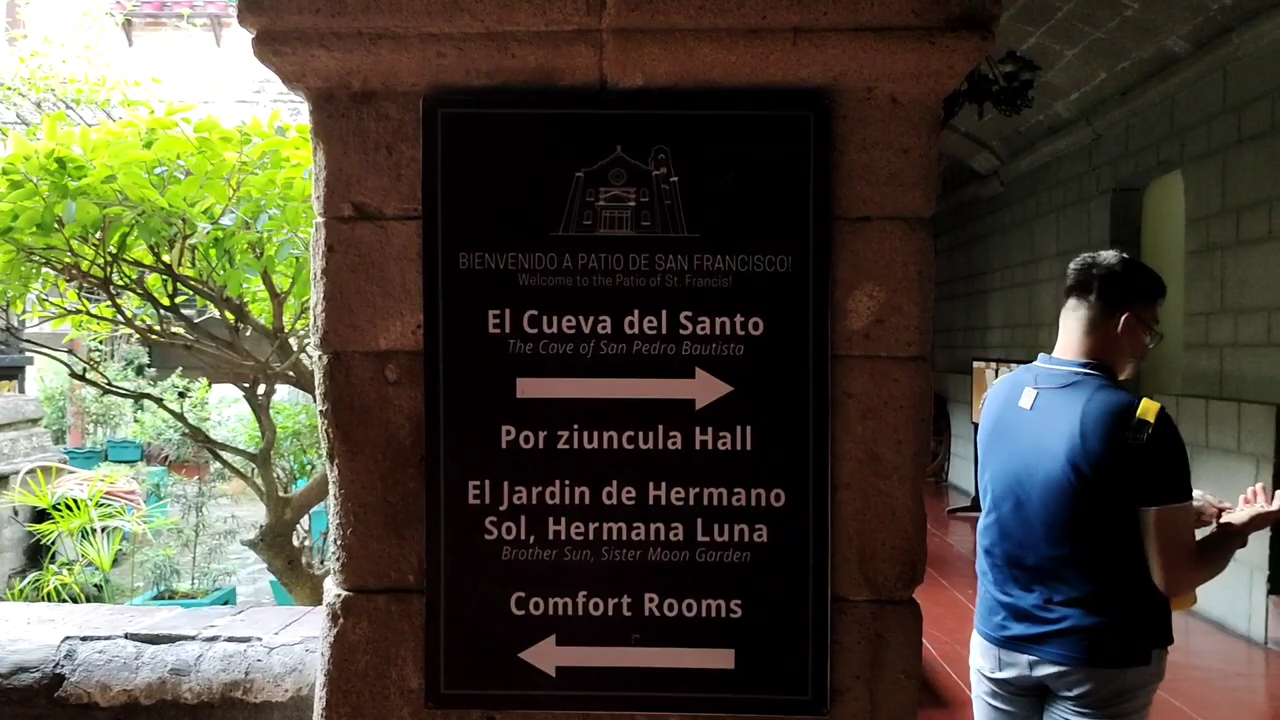 BIENVENIDO A PATIO DE SAN FRANCISCO!
Welcome to the Patio of St. Francis!
El Cueva del Santo
The Cave of San Pedro Bautista
Por ziuncula Hall
El Jardin de Hermano
Sol, Hermana Luna
Brother Sun, Sister Moon Garden
Comfort Rooms